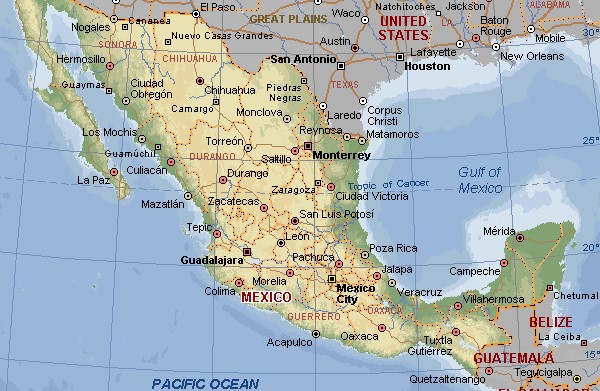 El Paso
Cananea
Nogales
GREAT PLAINS
Waco
UNITED
STATES
Natchitoches
Jackson
LA.
ALABAMA
Baton
Rouge
Mobile
SONORA
Nuevo Casas Grandes
Austin
Lafayette
New Orleans
Hermosillo
CHIHUAHUA
San Antonio
Houston
TEXAS
Guaymas
Ciudad
Obregón
Chihuahua
Camargo
Piedras
Negras
Monclova
Laredo
Corpus
Christi
Los Mochis
Reynosa
Matamoros
Guamúchil
Torreón
Saltillo
Monterrey
25°
25°
DURANGO
Culiacán
La Paz
Durango
Zaragoza
Tropic of Cancer
Gulf of
Mexico
Ciudad Victoria
Mazatlán
Zacatecas
San Luis Potosí
Tepic
León
Poza Rica
Mérida
20°
Guadalajara
Pachuca
Campeche
Jalapa
Colima
Morelia
MEXICO
Mexico
City
Veracruz
Villahermosa
Chetumal
GUERRERO
OAXACA
BELIZE
Acapulco
Oaxaca
Tuxtla
Gutiérrez
La Ceiba
15°
GUATEMALA
PACIFIC OCEAN
Quetzaltenango
Tegucigalpa